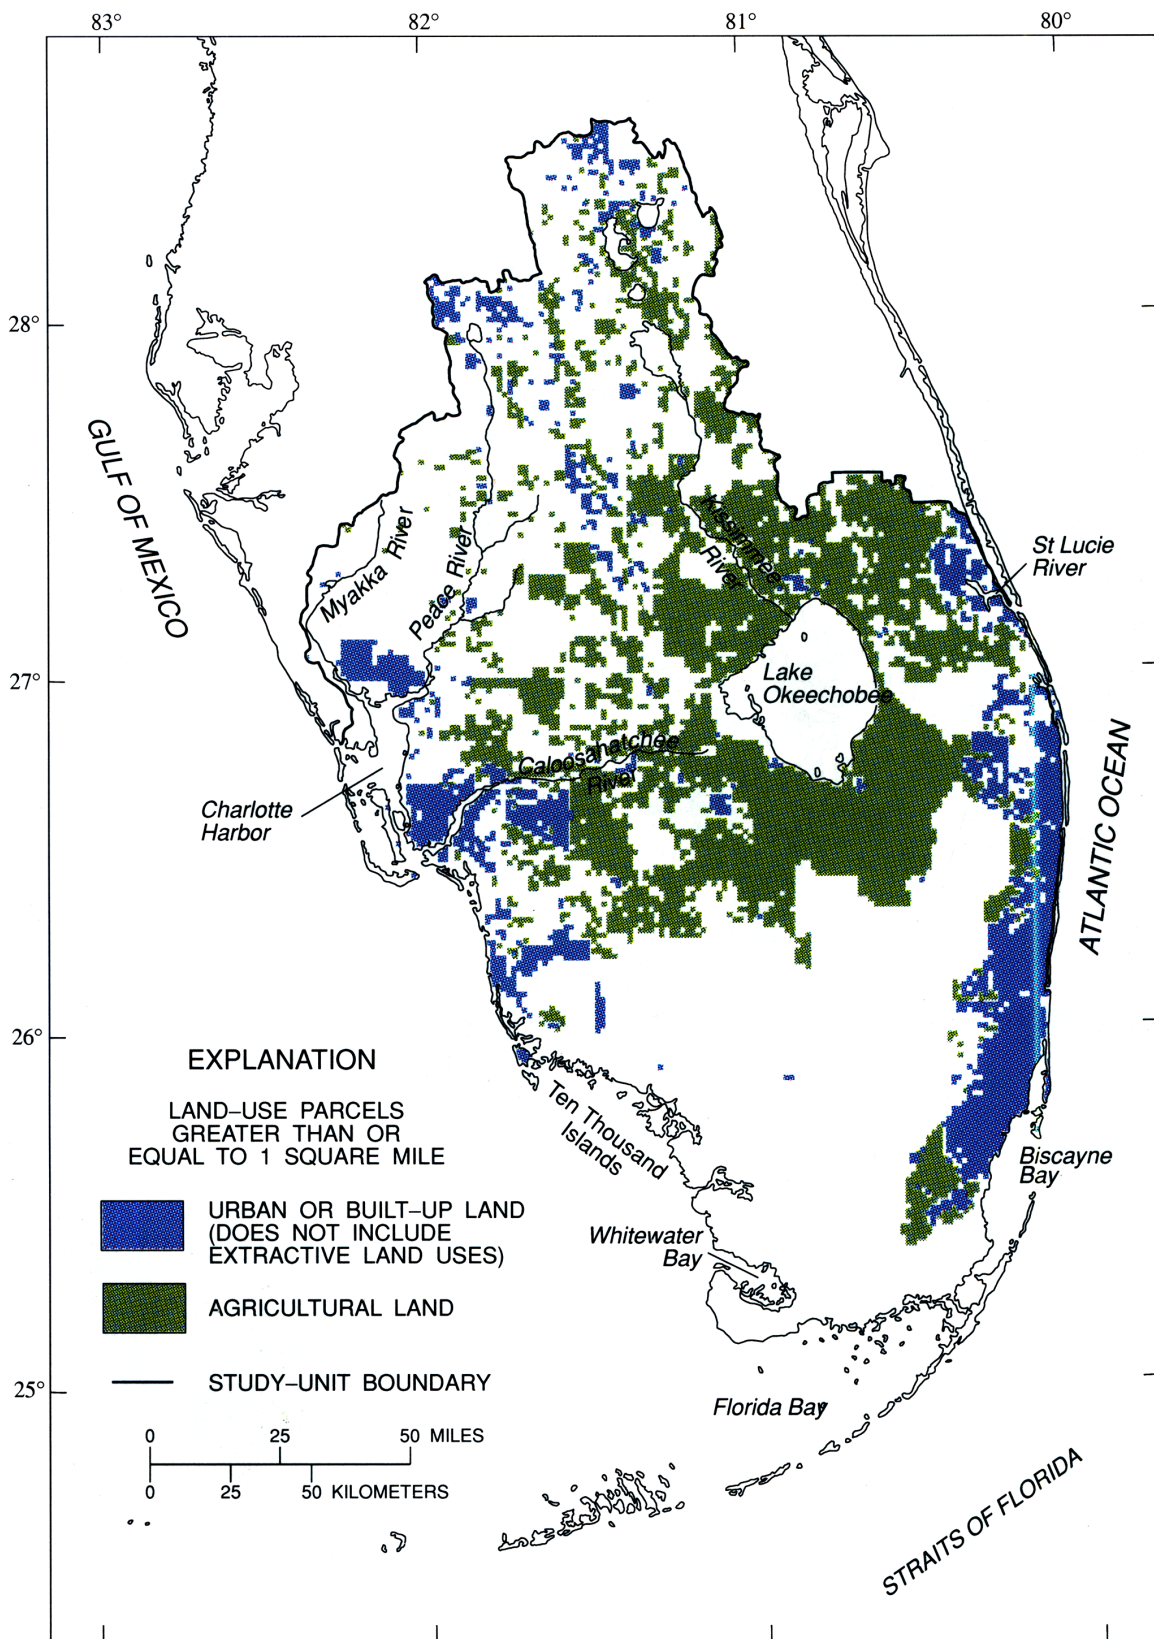 83°
82°
81°
80°
28°
27°
26°
25°
GULF OF MEXICO
Myakka River
Peace River
Kissimmee
River
St Lucie
River
Lake
Okeechobee
Caloosahatchee
River
Charlotte
Harbor
ATLANTIC OCEAN
Ten Thousand
Islands
Biscayne
Bay
Whitewater
Bay
Florida Bay
STRAITS OF FLORIDA
EXPLANATION
LAND–USE PARCELS
GREATER THAN OR
EQUAL TO 1 SQUARE MILE
URBAN OR BUILT–UP LAND
(DOES NOT INCLUDE
EXTRACTIVE LAND USES)
AGRICULTURAL LAND
STUDY–UNIT BOUNDARY
0 25 50 MILES
0 25 50 KILOMETERS